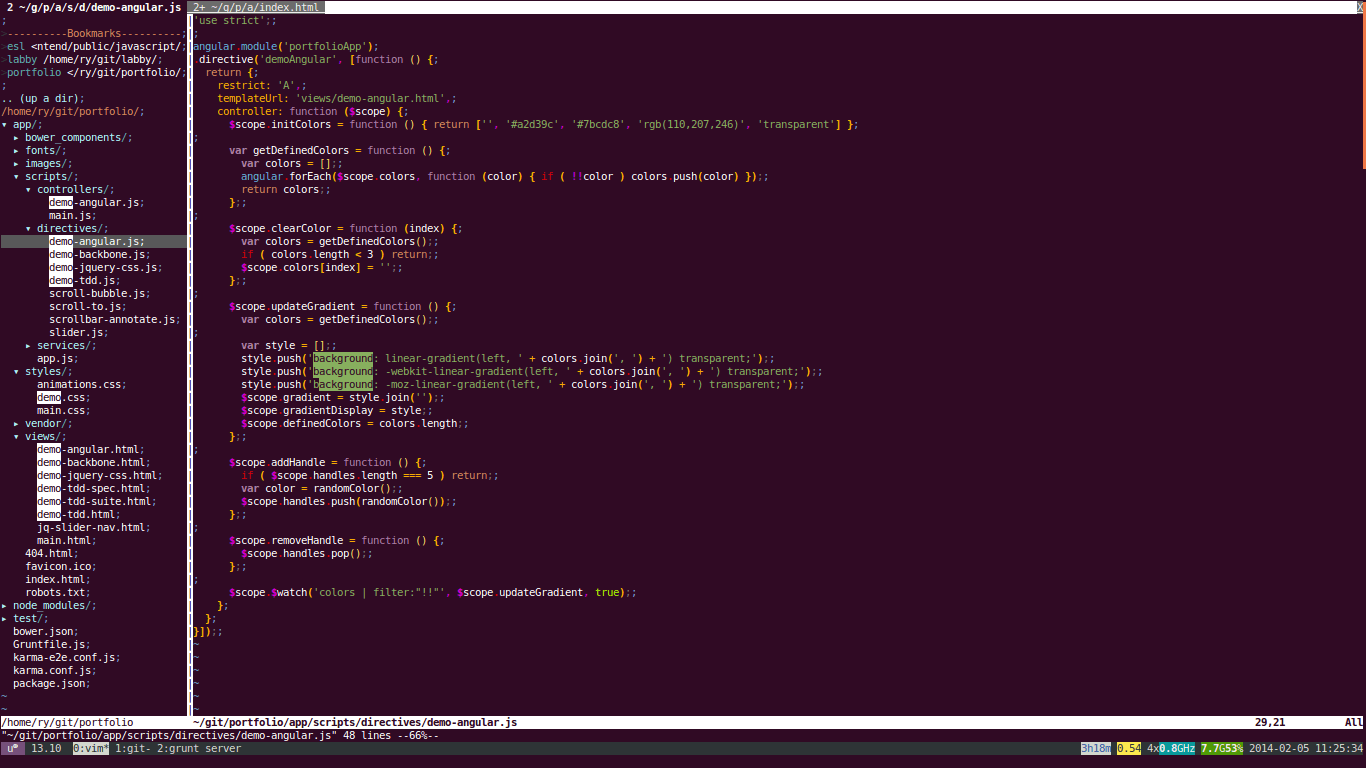 2 ~/g/p/a/s/d/demo-angular.js  2+ ~/g/p/a/index.html X
;
>----------Bookmarks----------;
>esl <ntend/public/javascript/;
>labby /home/ry/git/labby/;
>portfolio </ry/git/portfolio/;
;
.. (up a dir);
/home/ry/git/portfolio/;
▾ app/;
▸ bower_components/;
▸ fonts/;
▸ images/;
▾ scripts/;
▾ controllers/;
demo-angular.js;
main.js;
▾ directives/;
demo-angular.js;
demo-backbone.js;
demo-jquery-css.js;
demo-tdd.js;
scroll-bubble.js;
scroll-to.js;
scrollbar-annotate.js;
slider.js;
▸ services/;
app.js;
▾ styles/;
animations.css;
demo.css;
main.css;
▸ vendor/;
▾ views/;
demo-angular.html;
demo-backbone.html;
demo-jquery-css.html;
demo-tdd-spec.html;
demo-tdd-suite.html;
demo-tdd.html;
jq-slider-nav.html;
main.html;
404.html;
favicon.ico;
index.html;
robots.txt;
▸ node_modules/;
▸ test/;
bower.json;
Gruntfile.js;
karma-e2e.conf.js;
karma.conf.js;
package.json;
~
~
'use strict';;
;
angular.module('portfolioApp');
.directive('demoAngular', [function () {;
return {;
restrict: 'A',;
templateUrl: 'views/demo-angular.html',;
controller: function ($scope) {;
$scope.initColors = function () { return ['', '#a2d39c', '#7bcdc8', 'rgb(110,207,246)', 'transparent'] };
;
var getDefinedColors = function () {;
var colors = [];;
angular.forEach($scope.colors, function (color) { if ( !!color ) colors.push(color) });;
return colors;;
};;
;
$scope.clearColor = function (index) {;
var colors = getDefinedColors();;
if ( colors.length < 3 ) return;;
$scope.colors[index] = '';;
};;
;
$scope.updateGradient = function () {;
var colors = getDefinedColors();;
;
var style = [];;
style.push('background: linear-gradient(left, ' + colors.join(', ') + ') transparent;');;
style.push('background: -webkit-linear-gradient(left, ' + colors.join(', ') + ') transparent;');;
style.push('background: -moz-linear-gradient(left, ' + colors.join(', ') + ') transparent;');;
$scope.gradient = style.join('');;
$scope.gradientDisplay = style;;
$scope.definedColors = colors.length;;
};;
;
$scope.addHandle = function () {;
if ( $scope.handles.length === 5 ) return;;
var color = randomColor();;
$scope.handles.push(randomColor());;
};;
;
$scope.removeHandle = function () {;
$scope.handles.pop();;
};;
;
$scope.$watch('colors | filter:"!!"', $scope.updateGradient, true);;
};
};
}]);;
~
~
~
~
~
~
/home/ry/git/portfolio  ~/git/portfolio/app/scripts/directives/demo-angular.js  29,21  All
"~/git/portfolio/app/scripts/directives/demo-angular.js" 48 lines --66%--
u® 13.10 0:vim* 1:git- 2:grunt server  3h18m 0.54 4x0.8GHz 7.7G53% 2014-02-05 11:25:34